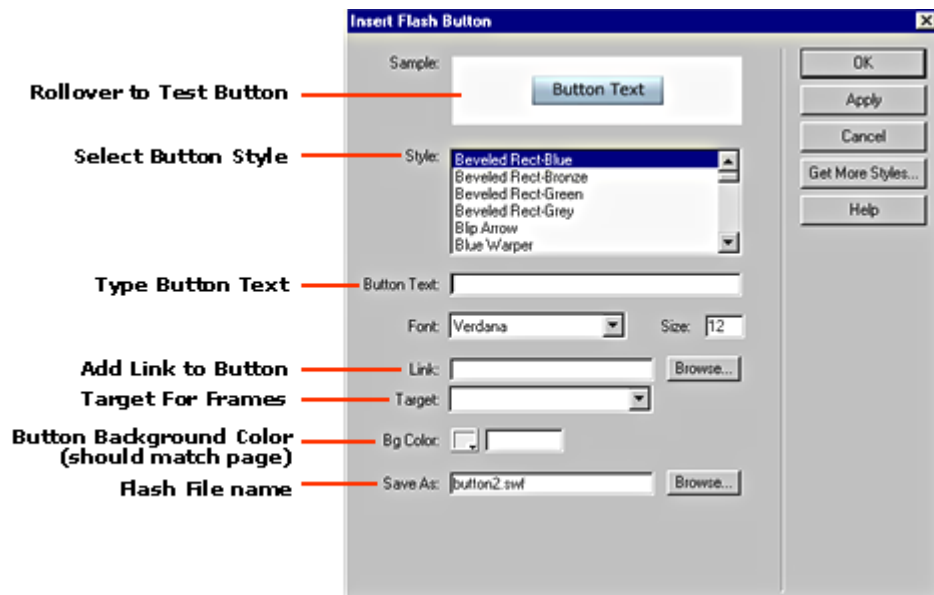 Insert Flash Button
Sample:
Button Text
OK
Rollover to Test Button
Apply
Cancel
Select Button Style
Style:
Beveled Rect-Blue
Beveled Rect-Bronze
Beveled Rect-Green
Beveled Rect-Grey
Blip Arrow
Blue Warper
Get More Styles...
Help
Type Button Text
Button Text:
Font: Verdana
Size: 12
Add Link to Button
Link:
Browse...
Target For Frames
Target:
Button Background Color
(should match page)
Bg Color:
Flash File name
Save As: button2.swf
Browse...